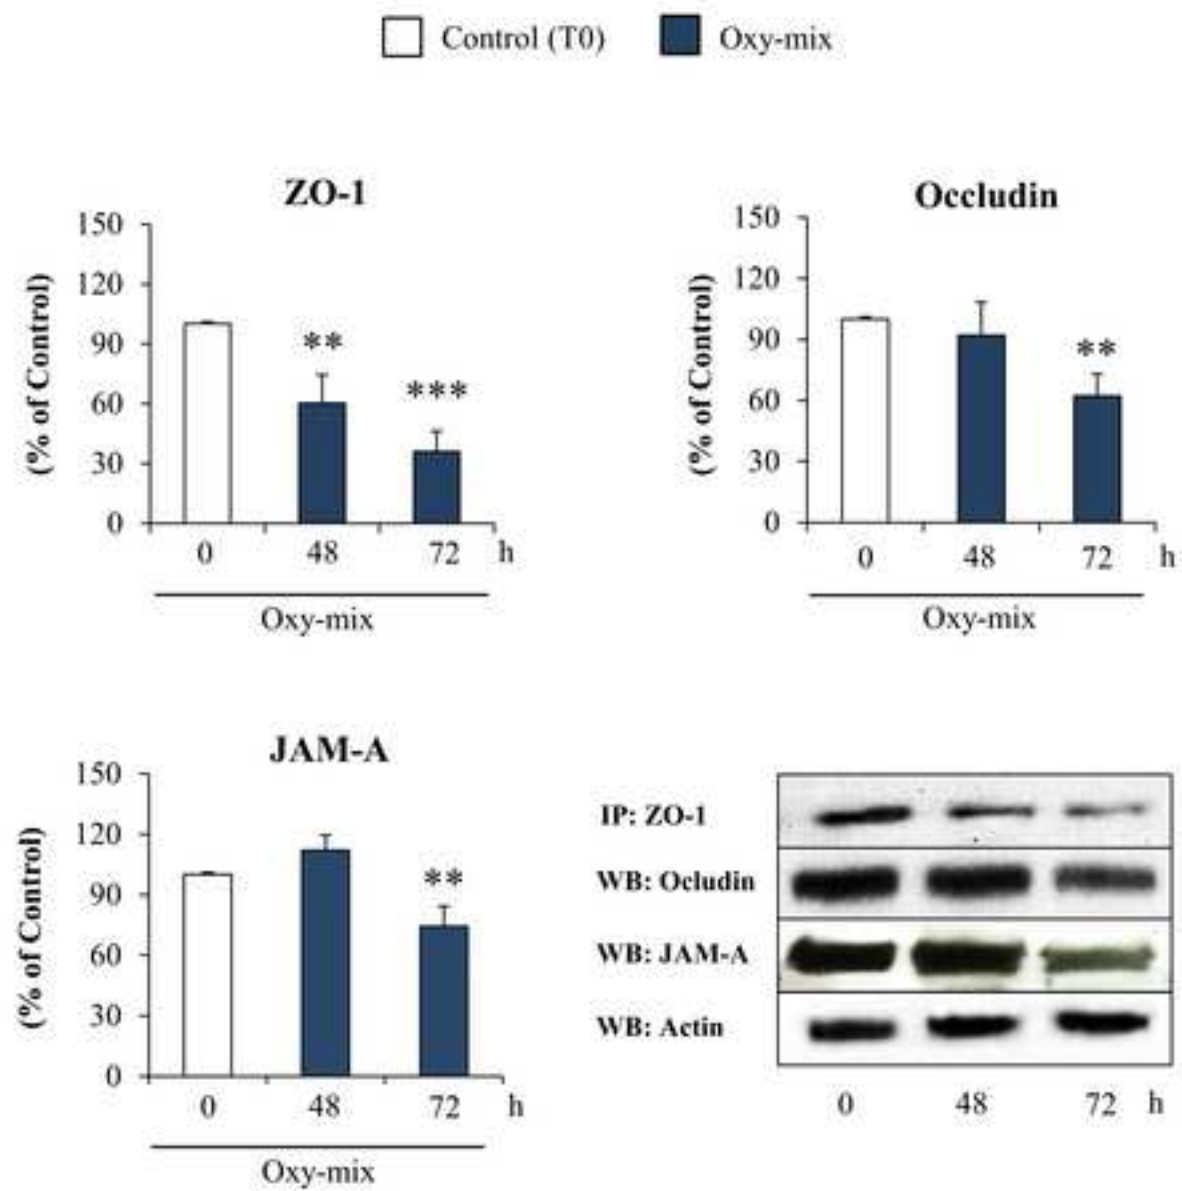 Control (T0) Oxy-mix
ZO-1
(% of Control)
150
120
90
60
30
0
**
***
0 48 72 h
Oxy-mix
Occludin
(% of Control)
150
120
90
60
30
0
**
0 48 72 h
Oxy-mix
JAM-A
(% of Control)
150
120
90
60
30
0
**
0 48 72 h
Oxy-mix
IP: ZO-1
WB: Ocludin
WB: JAM-A
WB: Actin
0 48 72 h